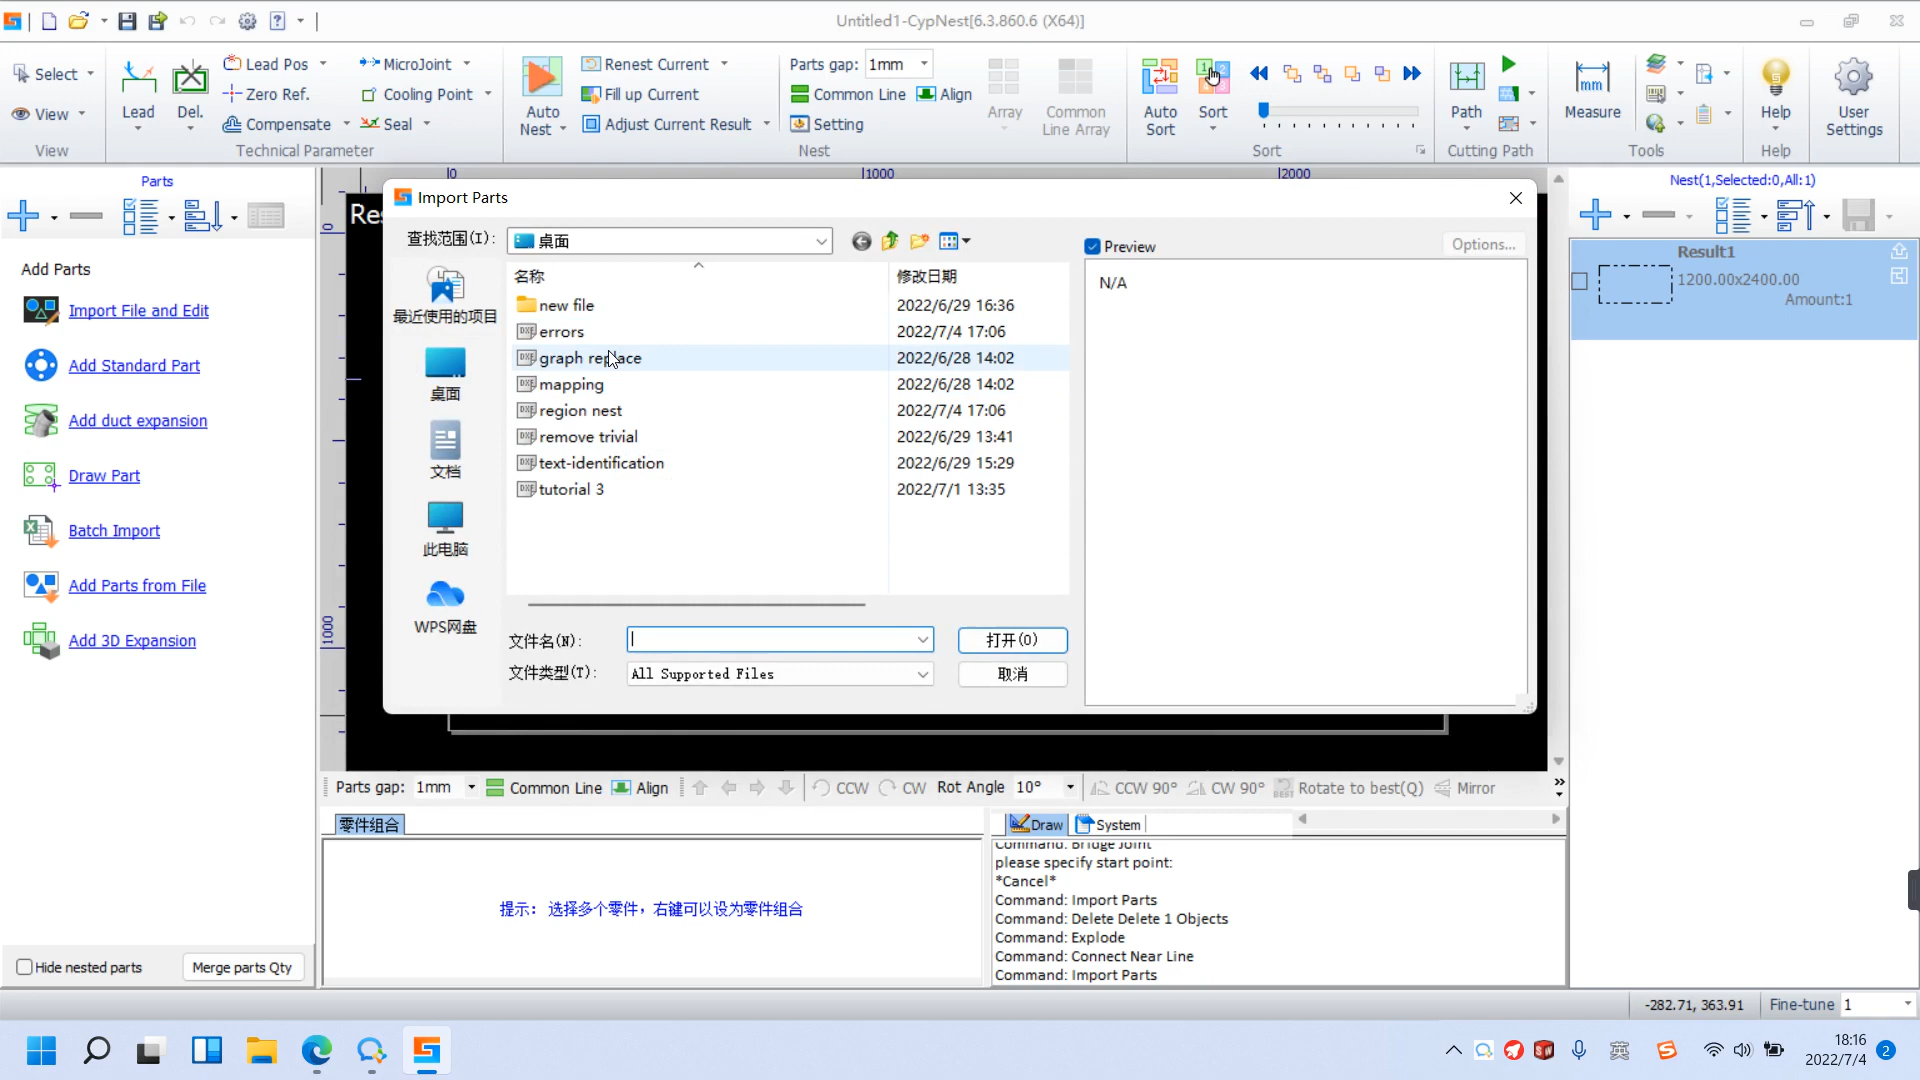 Untitled1-CypNest[6.3.860.6 (X64)]
Select
View
View
Lead
Del.
Lead Pos
Zero Ref.
Compensate
MicroJoint
Cooling Point
Seal
Technical Parameter
Auto Nest
Renest Current
Fill up Current
Adjust Current Result
Parts gap: 1mm
Common Line
Align
Setting
Array
Common Line Array
Nest
Auto Sort
Sort
Sort
Path
Cutting Path
mm
Measure
Tools
Help
Help
User Settings
Parts
Add Parts
Import File and Edit
Add Standard Part
Add duct expansion
Draw Part
Batch Import
Add Parts from File
Add 3D Expansion
Hide nested parts
Merge parts Qty
0
1000
2000
0
1000
Res
Import Parts
查找范围(I):
桌面
最近使用的项目
桌面
文档
此电脑
WPS网盘
名称
修改日期
new file 2022/6/29 16:36
errors 2022/7/4 17:06
graph replace 2022/6/28 14:02
mapping 2022/6/28 14:02
region nest 2022/7/4 17:06
remove trivial 2022/6/29 13:41
text-identification 2022/6/29 15:29
tutorial 3 2022/7/1 13:35
文件名(N):
打开(O)
文件类型(T):
All Supported Files
取消
Preview
Options...
N/A
Nest(1,Selected:0,All:1)
Result1
1200.00x2400.00
Amount:1
Parts gap: 1mm
Common Line
Align
CCW
CW
Rot Angle 10°
CCW 90°
CW 90°
Rotate to best(Q)
Mirror
零件组合
提示: 选择多个零件，右键可以设为零件组合
Draw
System
Command: Bridge Joint
please specify start point:
*Cancel*
Command: Import Parts
Command: Delete Delete 1 Objects
Command: Explode
Command: Connect Near Line
Command: Import Parts
-282.71, 363.91
Fine-tune 1
英
18:16
2022/7/4
2